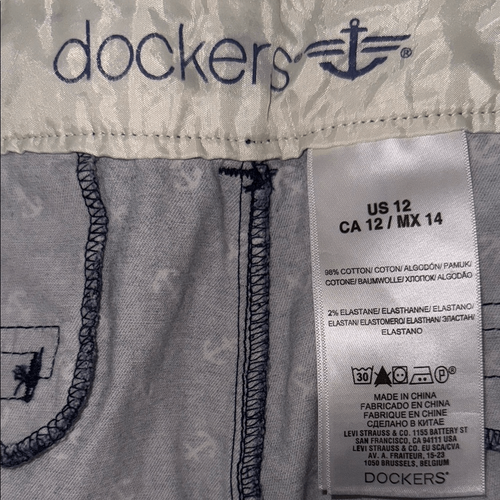 dockers®
US 12
CA 12 / MX 14
98% COTTON/ COTON/ ALGODÓN/ PAMUK/
COTONE/ BAUMWOLLE/ ХЛОПОК/ ALGODÃO
2% ELASTANE/ ELASTHANNE/ ELASTANO/
ELASTAN/ ELASTOMERO/ ELASTHAN/ ЭЛАСТАН/
ELASTANO
30 P®
MADE IN CHINA
FABRICADO EN CHINA
FABRIQUE EN CHINE
СДЕЛАНО В КИТАЕ
LEVI STRAUSS & CO. 1155 BATTERY ST
SAN FRANCISCO, CA 94111 USA
LEVI STRAUSS & CO. EU SCA/CVA
AV. A. FRAITEUR, 15-23
1050 BRUSSELS, BELGIUM
DOCKERS®